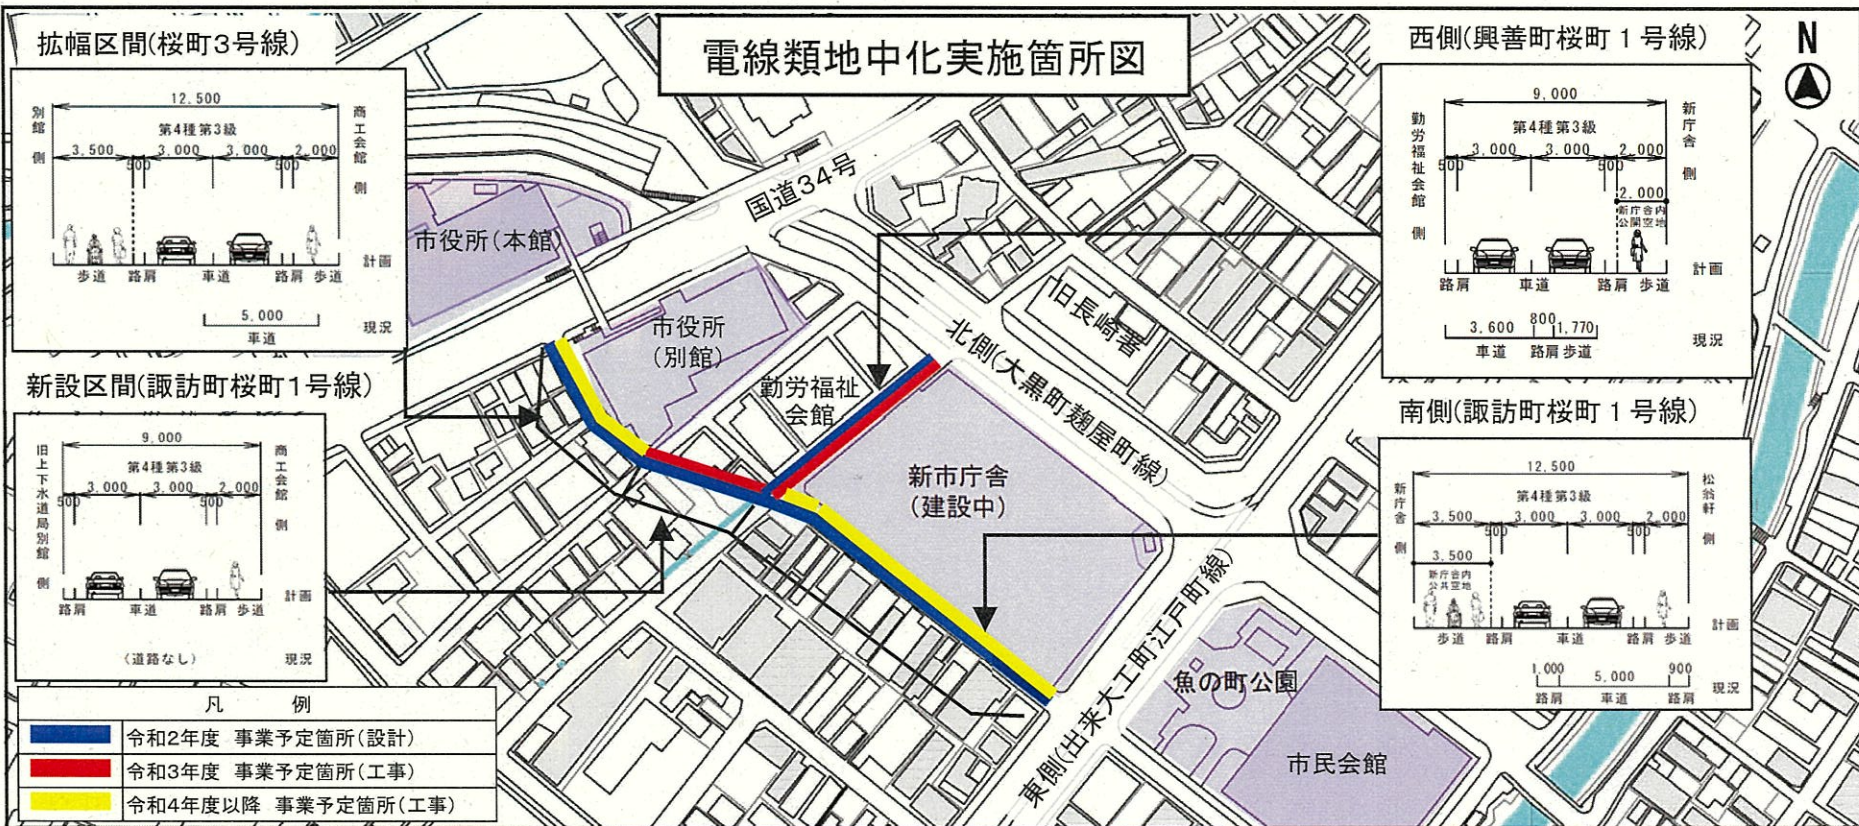 電線類地中化実施箇所図
拡幅区間(桜町3号線)
12.500
別館側
商工会館側
第4種第3級
3.500
500
3.000
3.000
500
2,000
歩道 路肩 車道 路肩 歩道
計画
5.000
車道
現況
新設区間(諏訪町桜町1号線)
9,000
旧上下水道局別館側
商工会館側
第4種第3級
500
3.000
3.000
500
2,000
路肩 車道 路肩 歩道
計画
(道路なし)
現況
凡 例
令和2年度 事業予定箇所(設計)
令和3年度 事業予定箇所(工事)
令和4年度以降 事業予定箇所(工事)
国道34号
市役所(本館)
市役所
(別館)
勤労福祉
会館
旧長崎署
北側(大黒町麹屋町線)
新市庁舎
(建設中)
東側(出来大工町江戸町線)
魚の町公園
市民会館
西側(興善町桜町1号線)
N
9,000
勤労福祉会館側
新庁舎側
第4種第3級
500
3.000
3.000
500
2,000
2.000
新庁舎内
公開空地
路肩 車道 路肩 歩道
計画
3.600
800
1,770
車道 路肩 歩道
現況
南側(諏訪町桜町1号線)
12.500
新庁舎側
松翁軒側
第4種第3級
3,500
500
3.000
3.000
500
2,000
3.500
新庁舎内
公共空地
歩道 路肩 車道 路肩 歩道
計画
1,000
5.000
900
路肩 車道 路肩
現況